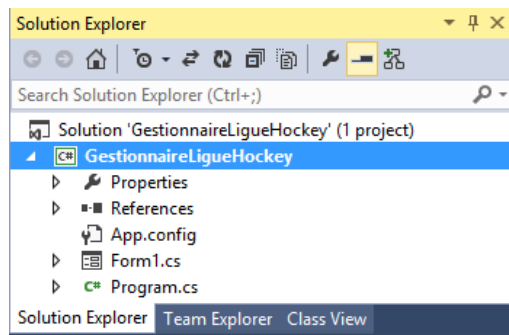 Solution Explorer
Search Solution Explorer (Ctrl+;)
Solution 'GestionnaireLigueHockey' (1 project)
C# GestionnaireLigueHockey
Properties
References
App.config
Form1.cs
C# Program.cs
Solution Explorer Team Explorer Class View